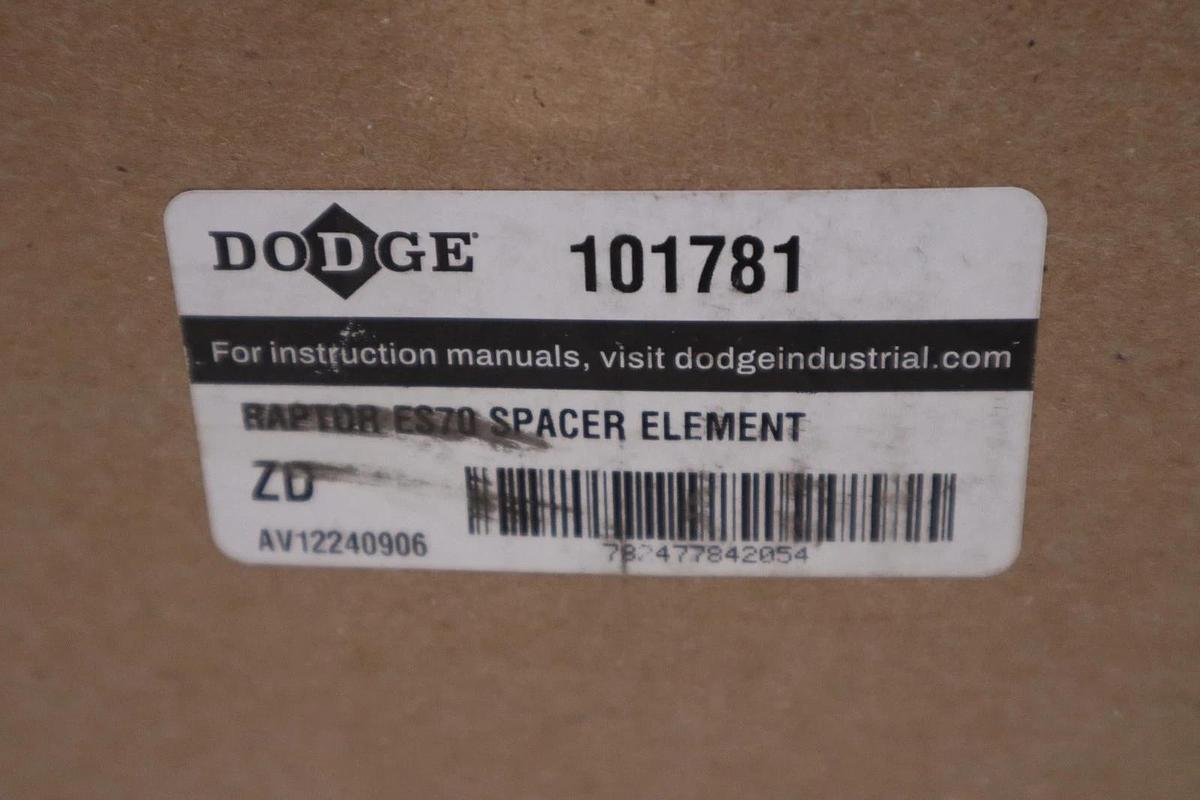 DODGE 101781
For instruction manuals, visit dodgeindustrial.com
RAPTOR ES70 SPACER ELEMENT
ZD
AV12240906
782477842054